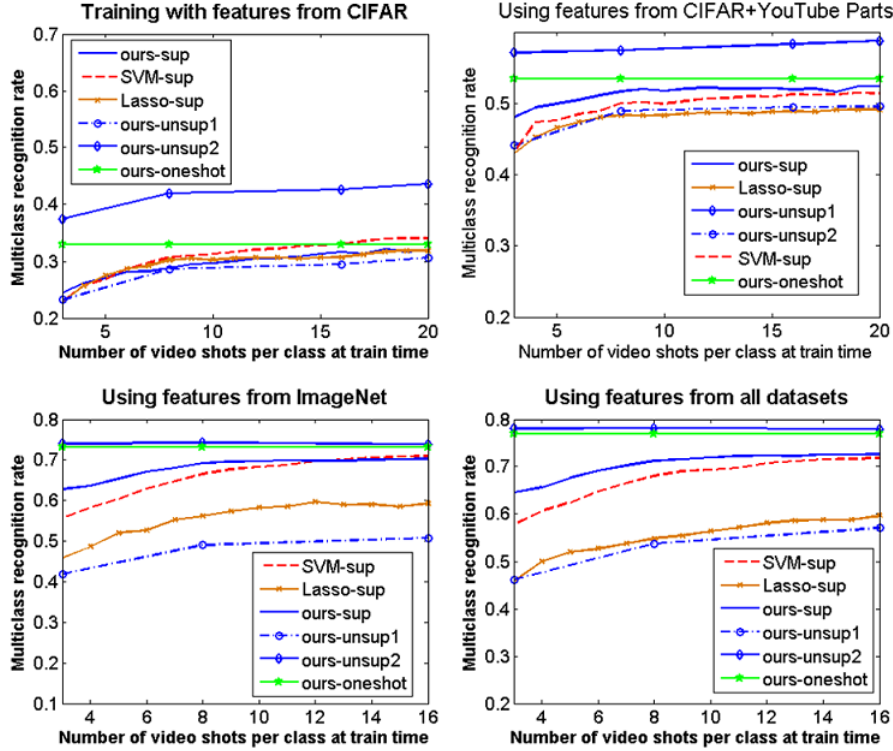 Training with features from CIFAR
0.7
0.6
0.5
0.4
0.3
0.2
Multiclass recognition rate
ours-sup
SVM-sup
Lasso-sup
ours-unsup1
ours-unsup2
ours-oneshot
5 10 15 20
Number of video shots per class at train time
Using features from CIFAR+YouTube Parts
0.5
0.4
0.3
0.2
Multiclass recognition rate
ours-sup
Lasso-sup
ours-unsup1
ours-unsup2
SVM-sup
ours-oneshot
5 10 15 20
Number of video shots per class at train time
Using features from ImageNet
0.8
0.7
0.6
0.5
0.4
0.3
0.2
0.1
Multiclass recognition rate
SVM-sup
Lasso-sup
ours-sup
ours-unsup1
ours-unsup2
ours-oneshot
4 6 8 10 12 14 16
Number of video shots per class at train time
Using features from all datasets
0.8
0.7
0.6
0.5
0.4
0.3
0.2
Multiclass recognition rate
SVM-sup
Lasso-sup
ours-sup
ours-unsup1
ours-unsup2
ours-oneshot
4 6 8 10 12 14 16
Number of video shots per class at train time